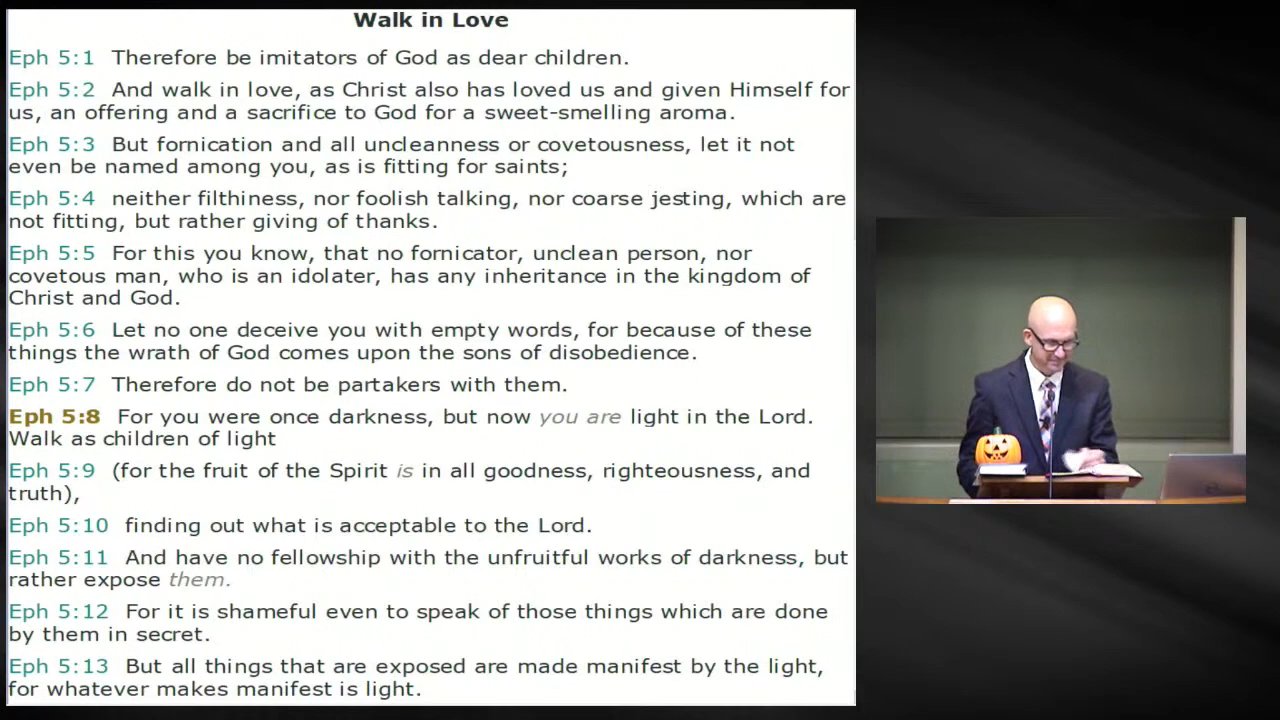 Walk in Love
Eph 5:1 Therefore be imitators of God as dear children.
Eph 5:2 And walk in love, as Christ also has loved us and given Himself for
us, an offering and a sacrifice to God for a sweet-smelling aroma.
Eph 5:3 But fornication and all uncleanness or covetousness, let it not
even be named among you, as is fitting for saints;
Eph 5:4 neither filthiness, nor foolish talking, nor coarse jesting, which are
not fitting, but rather giving of thanks.
Eph 5:5 For this you know, that no fornicator, unclean person, nor
covetous man, who is an idolater, has any inheritance in the kingdom of
Christ and God.
Eph 5:6 Let no one deceive you with empty words, for because of these
things the wrath of God comes upon the sons of disobedience.
Eph 5:7 Therefore do not be partakers with them.
Eph 5:8 For you were once darkness, but now you are light in the Lord.
Walk as children of light
Eph 5:9 (for the fruit of the Spirit is in all goodness, righteousness, and
truth),
Eph 5:10 finding out what is acceptable to the Lord.
Eph 5:11 And have no fellowship with the unfruitful works of darkness, but
rather expose them.
Eph 5:12 For it is shameful even to speak of those things which are done
by them in secret.
Eph 5:13 But all things that are exposed are made manifest by the light,
for whatever makes manifest is light.